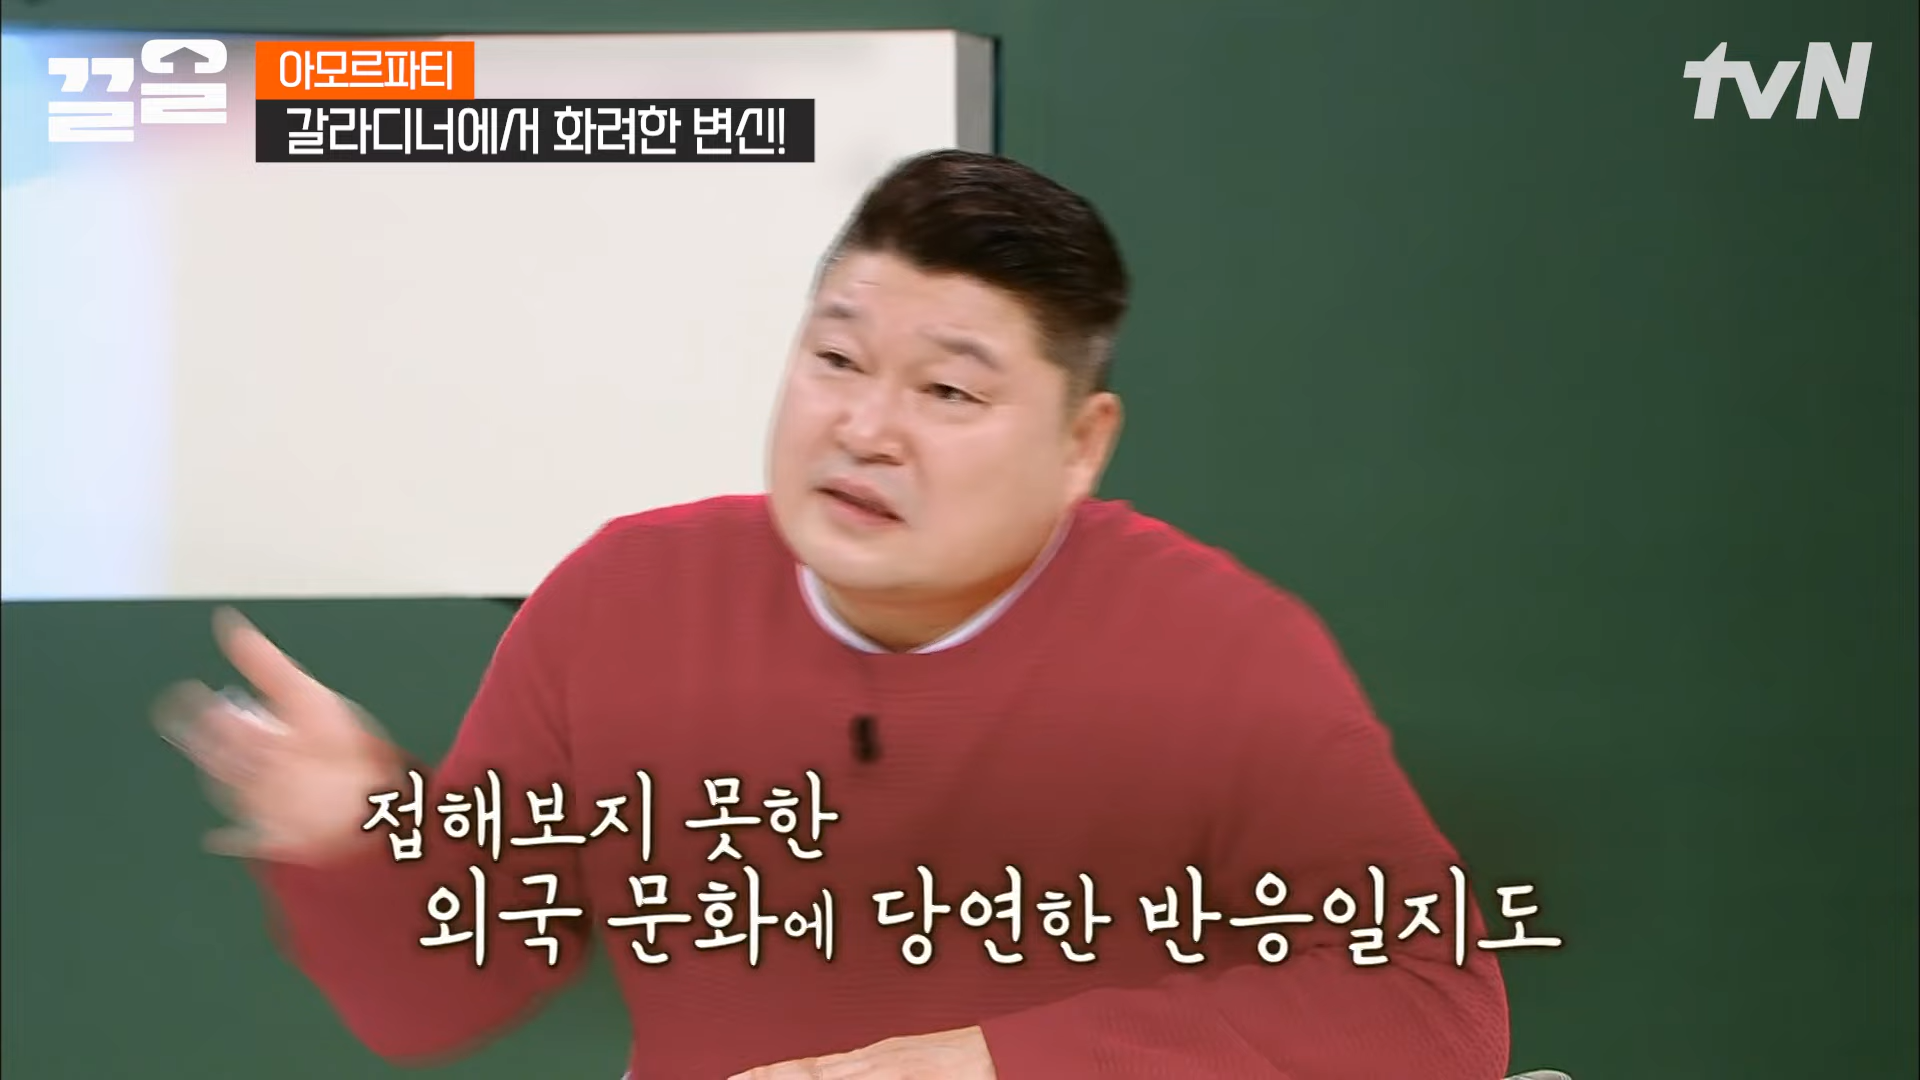 끌올
아모르파티
갈라디너에서 화려한 변신!
tvN
접해보지 못한
외국 문화에 당연한 반응일지도